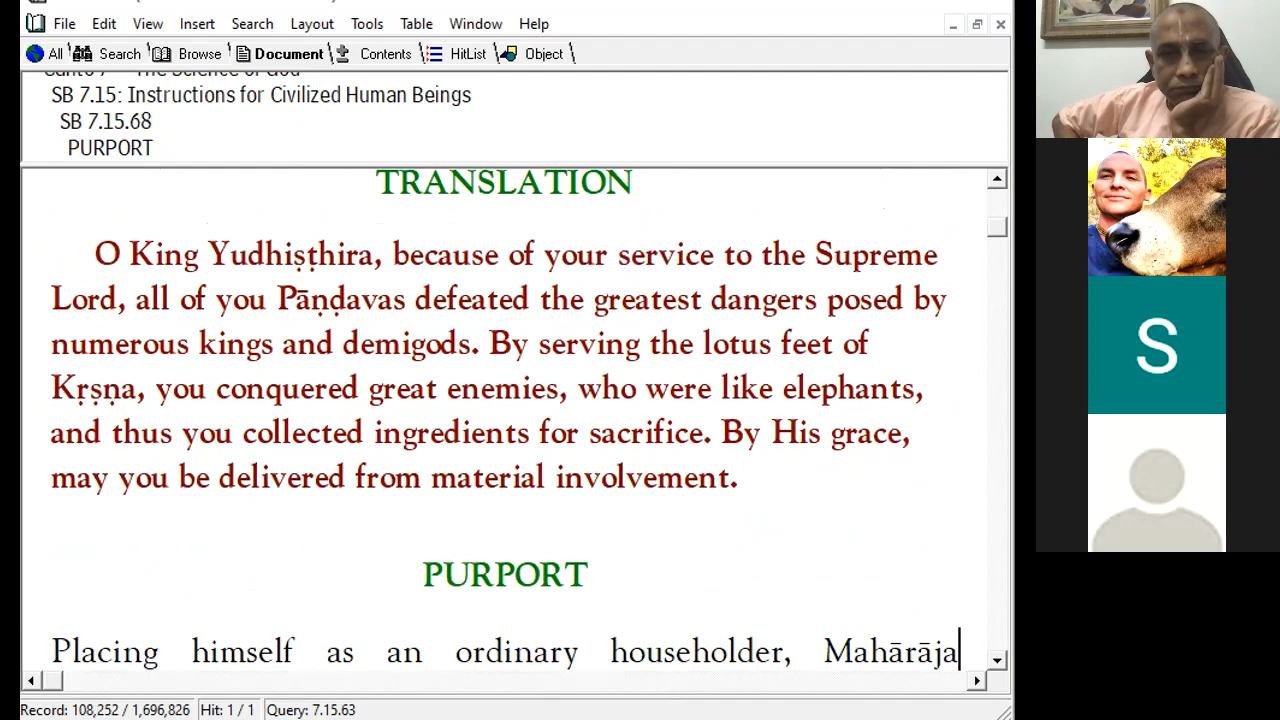 File Edit View Insert Search Layout Tools Table Window Help
All Search Browse Document Contents HitList Object
SB 7.15: Instructions for Civilized Human Beings
SB 7.15.68
PURPORT
TRANSLATION
O King Yudhiṣṭhira, because of your service to the Supreme
Lord, all of you Pāṇḍavas defeated the greatest dangers posed by
numerous kings and demigods. By serving the lotus feet of
Kṛṣṇa, you conquered great enemies, who were like elephants,
and thus you collected ingredients for sacrifice. By His grace,
may you be delivered from material involvement.
PURPORT
Placing himself as an ordinary householder, Mahārāja
Record: 108,252 / 1,696,826 Hit: 1 / 1 Query: 7.15.63
S